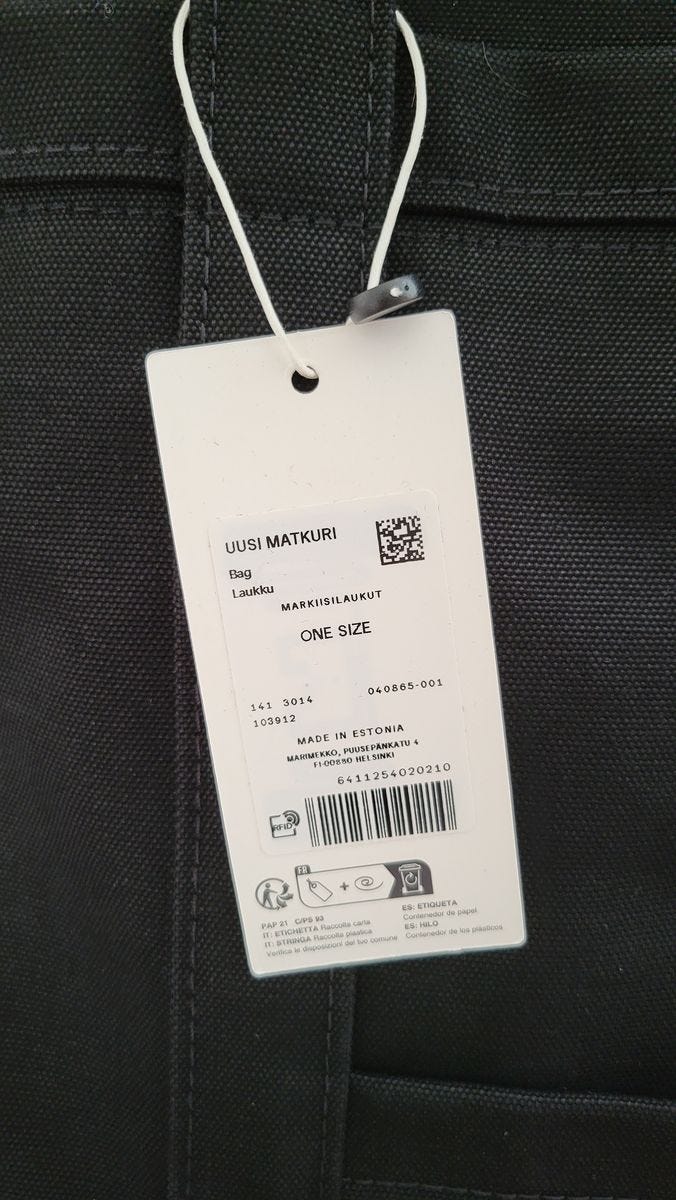 UUSI MATKURI
Bag
Laukku
MARKIISILAUKUT
ONE SIZE
141 3014 040865-001
103912
MADE IN ESTONIA
MARIMEKKO, PUUSEPÄNKATU 4
FI-00880 HELSINKI
6411254020210
RFID
FR
PAP 21 C/PS 93
IT: ETICHETTA Raccolta carta
IT: STRINGA Raccolta plastica
Verifica le disposizioni del tuo comune
ES: ETIQUETA
Contenedor de papel
ES: HILO
Contenedor de los plásticos